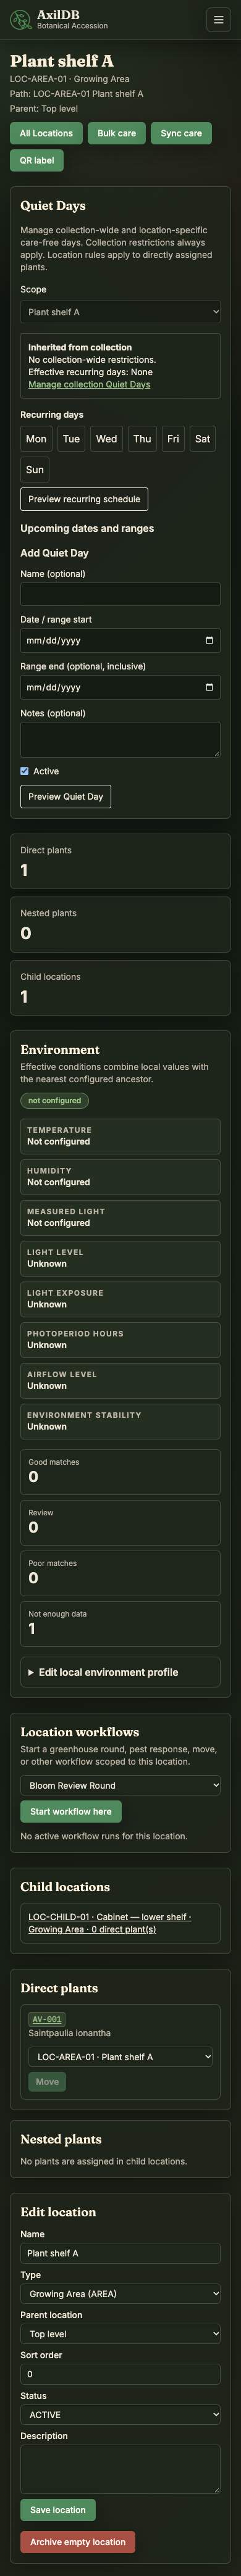 AxilDB
Botanical Accession
Plant shelf A
LOC-AREA-01 · Growing Area
Path: LOC-AREA-01 Plant shelf A
Parent: Top level
All Locations
Bulk care
Sync care
QR label
Quiet Days
Manage collection-wide and location-specific
care-free days. Collection restrictions always
apply. Location rules apply to directly assigned
plants.
Scope
Plant shelf A
Inherited from collection
No collection-wide restrictions.
Effective recurring days: None
Manage collection Quiet Days
Recurring days
Mon Tue Wed Thu Fri Sat
Sun
Preview recurring schedule
Upcoming dates and ranges
Add Quiet Day
Name (optional)
Date / range start
mm/dd/yyyy
Range end (optional, inclusive)
mm/dd/yyyy
Notes (optional)
Active
Preview Quiet Day
Direct plants
1
Nested plants
0
Child locations
1
Environment
Effective conditions combine local values with
the nearest configured ancestor.
not configured
TEMPERATURE
Not configured
HUMIDITY
Not configured
MEASURED LIGHT
Not configured
LIGHT LEVEL
Unknown
LIGHT EXPOSURE
Unknown
PHOTOPERIOD HOURS
Unknown
AIRFLOW LEVEL
Unknown
ENVIRONMENT STABILITY
Unknown
Good matches
0
Review
0
Poor matches
0
Not enough data
1
Edit local environment profile
Location workflows
Start a greenhouse round, pest response, move,
or other workflow scoped to this location.
Bloom Review Round
Start workflow here
No active workflow runs for this location.
Child locations
LOC-CHILD-01 · Cabinet — lower shelf ·
Growing Area · 0 direct plant(s)
Direct plants
AV-001
Saintpaulia ionantha
LOC-AREA-01 · Plant shelf A
Move
Nested plants
No plants are assigned in child locations.
Edit location
Name
Plant shelf A
Type
Growing Area (AREA)
Parent location
Top level
Sort order
0
Status
ACTIVE
Description
Save location
Archive empty location